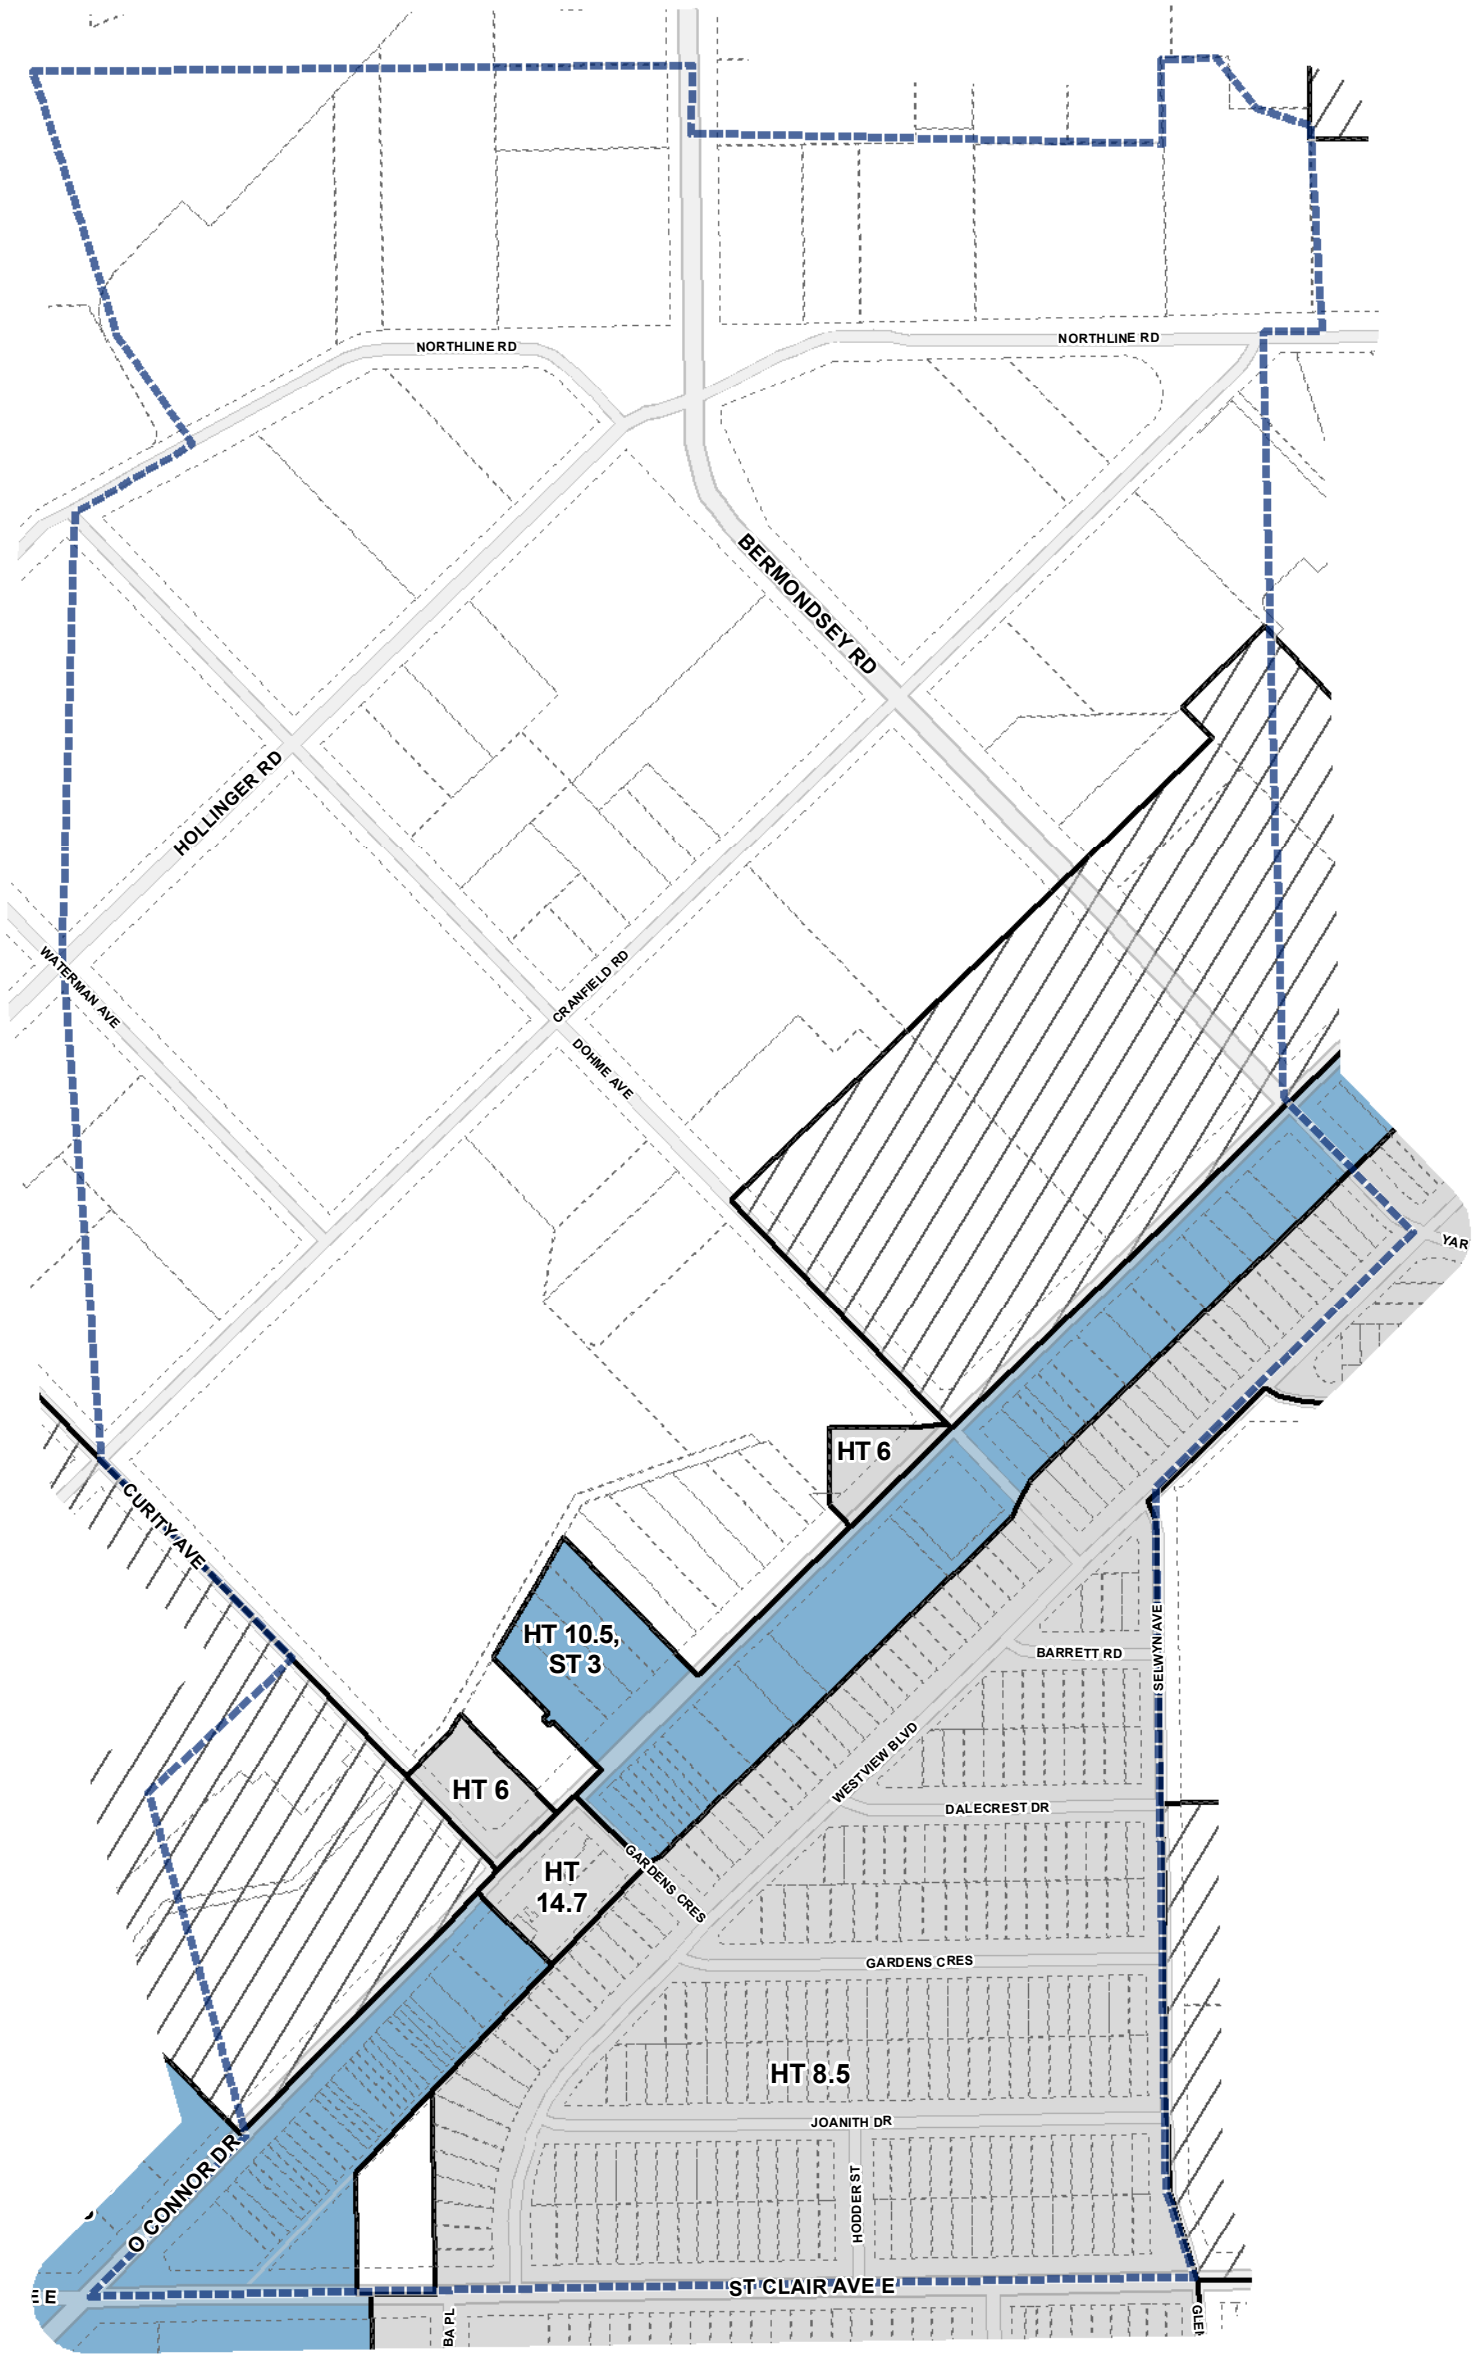 NORTHLINE RD
NORTHLINE RD
BERMONDSEY RD
HOLLINGER RD
WATERMAN AVE
CRANFIELD RD
DOHME AVE
YAR
CURITY AVE
HT 6
HT 10.5,
ST 3
SELWYN AVE
BARRETT RD
WESTVIEW BLVD
HT 6
DALECREST DR
GARDENS CRES
HT
14.7
GARDENS CRES
HT 8.5
JOANITH DR
HODDER ST
O CONNOR DR
ST CLAIR AVE E
E
BA PL
GLE